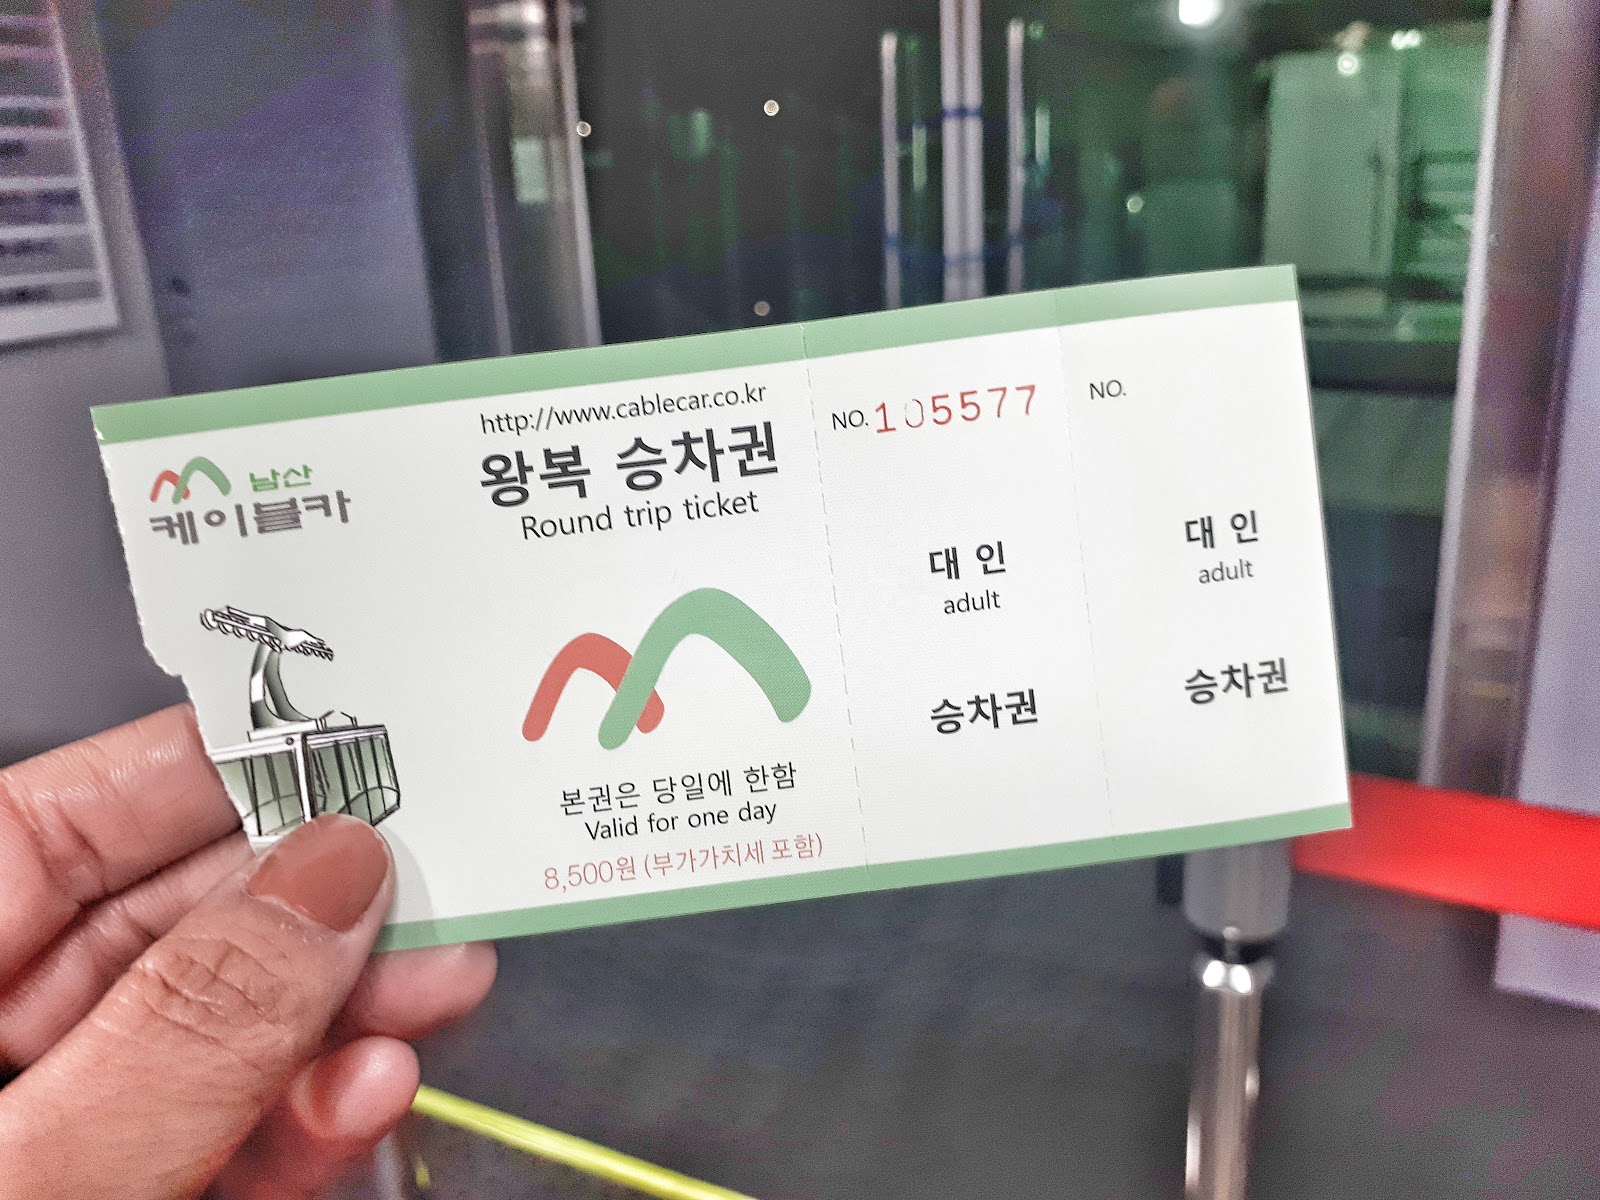 남산
케이블카
http://www.cablecar.co.kr
왕복 승차권
Round trip ticket
본권은 당일에 한함
Valid for one day
8,500원 (부가가치세 포함)
NO. 105577
대 인
adult
승차권
NO.
대 인
adult
승차권